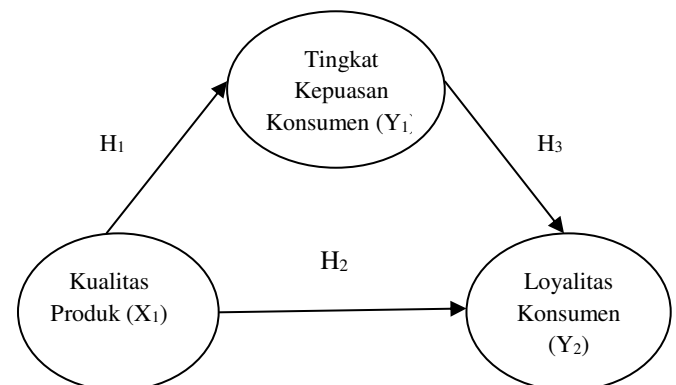 Tingkat
Kepuasan
Konsumen (Y₁)
H₁
H₃
H₂
Kualitas
Produk (X₁)
Loyalitas
Konsumen
(Y₂)